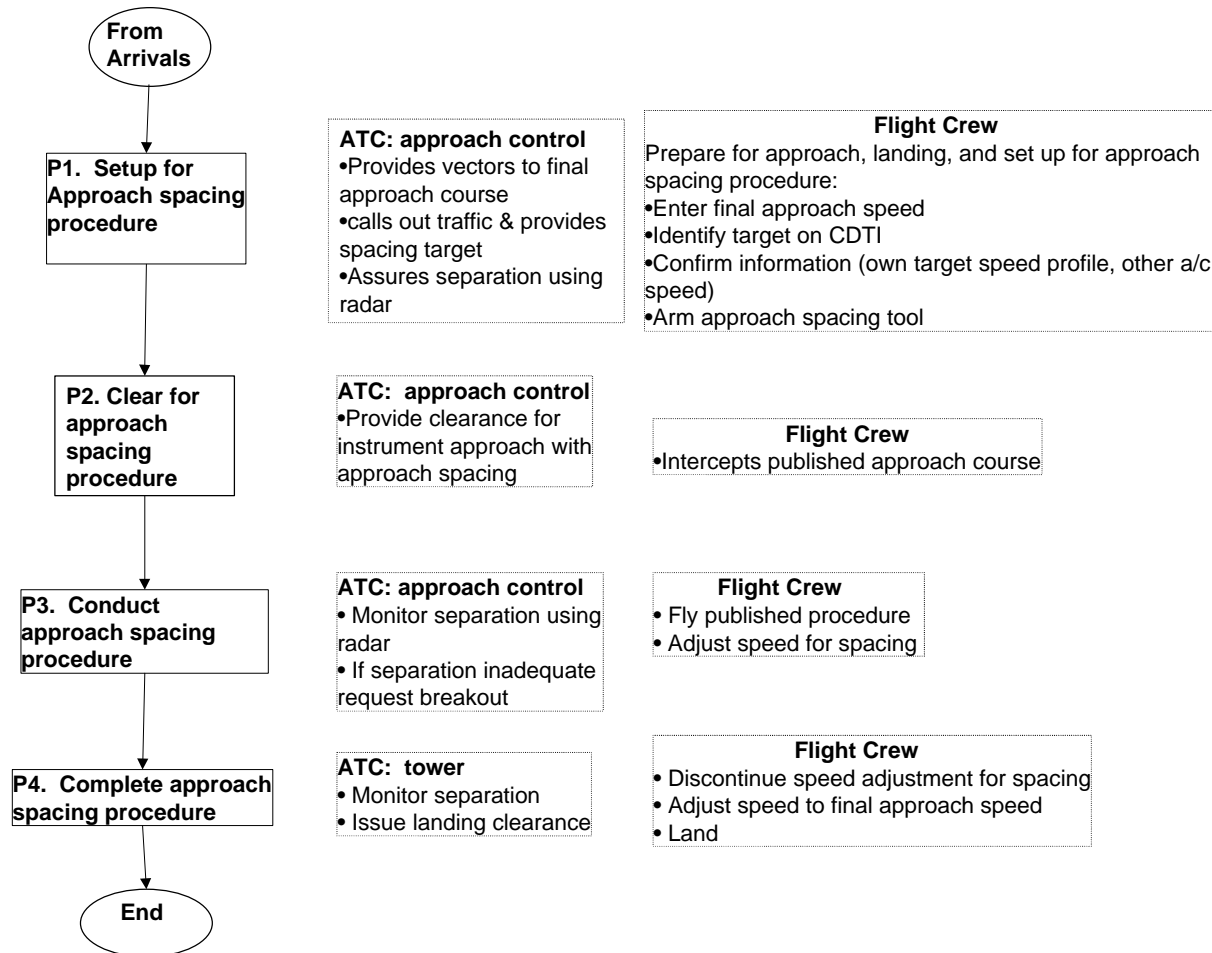 From
Arrivals
P1.  Setup for
Approach spacing
procedure
ATC: approach control
•Provides vectors to final
approach course
•calls out traffic & provides
spacing target
•Assures separation using
radar
Flight Crew
Prepare for approach, landing, and set up for approach
spacing procedure:
•Enter final approach speed
•Identify target on CDTI
•Confirm information (own target speed profile, other a/c
speed)
•Arm approach spacing tool
P2. Clear for
approach
spacing
procedure
ATC:  approach control
•Provide clearance for
instrument approach with
approach spacing
Flight Crew
•Intercepts published approach course
P3.  Conduct
approach spacing
procedure
ATC: approach control
• Monitor separation using
radar
• If separation inadequate
request breakout
Flight Crew
• Fly published procedure
• Adjust speed for spacing
P4.  Complete approach
spacing procedure
ATC:  tower
• Monitor separation
• Issue landing clearance
Flight Crew
• Discontinue speed adjustment for spacing
• Adjust speed to final approach speed
• Land
End